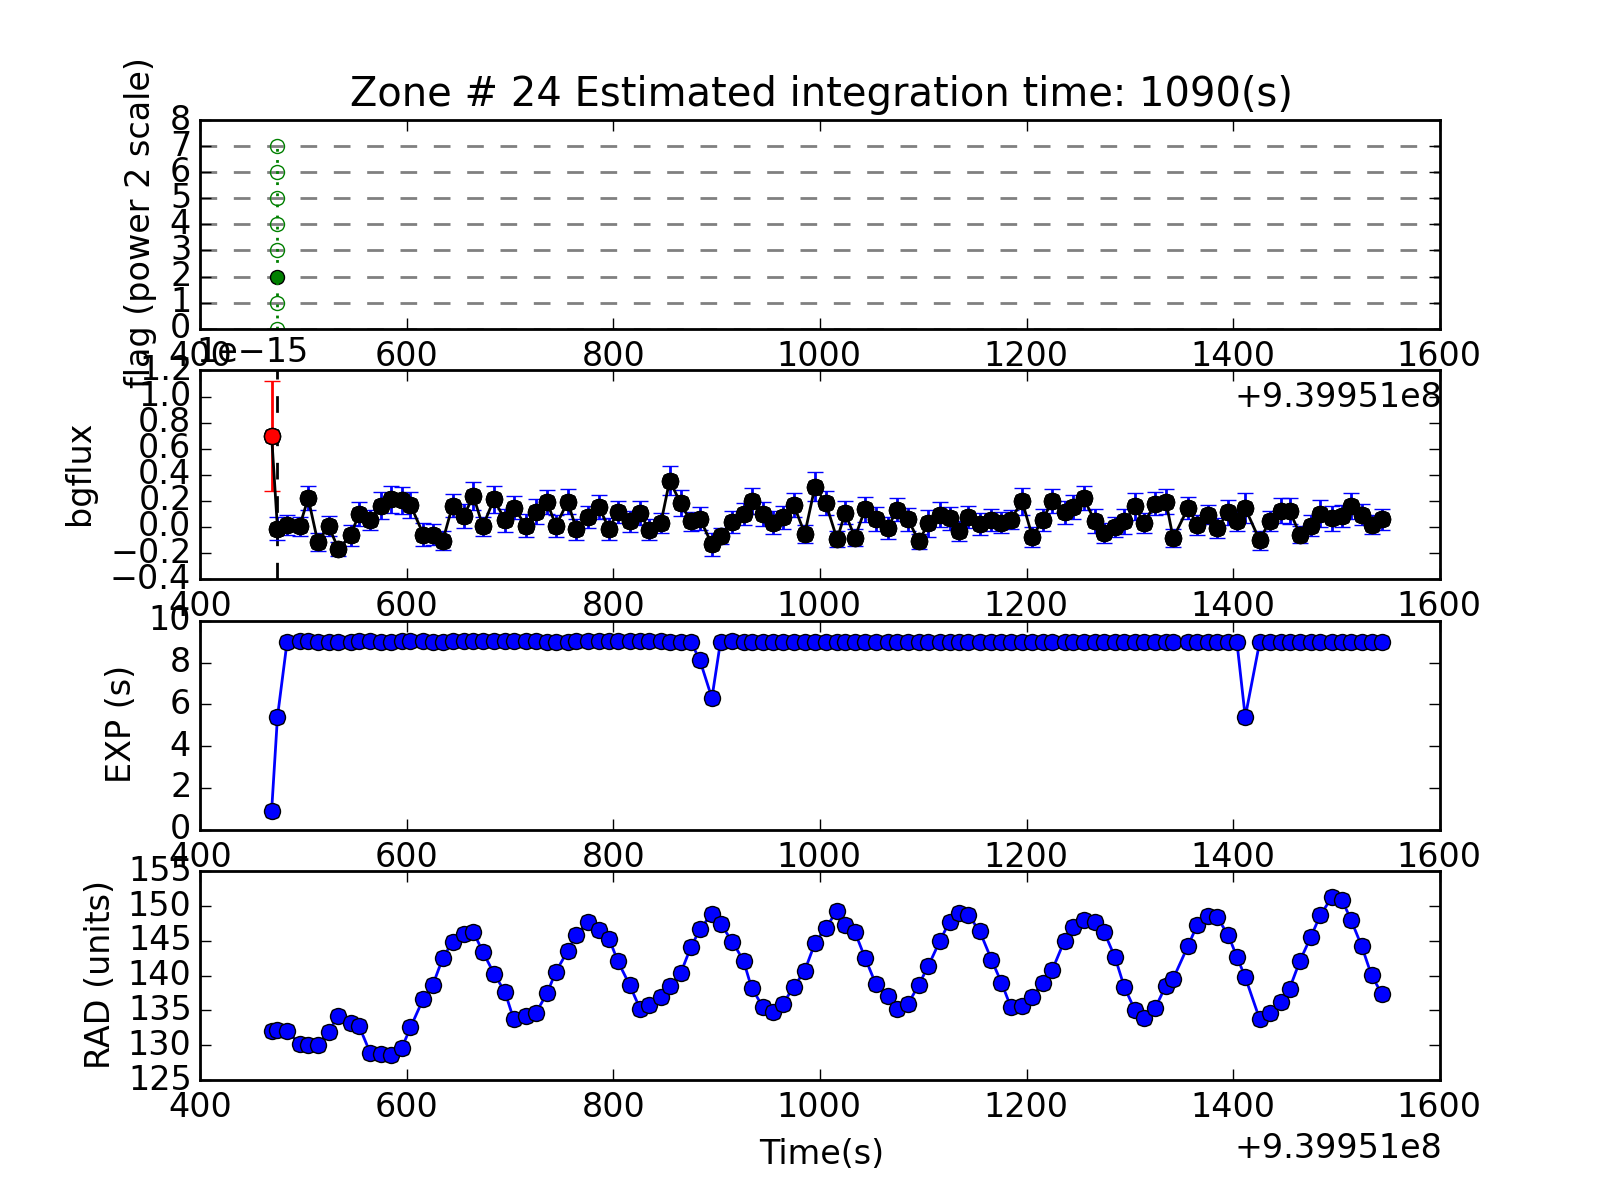 Zone # 24 Estimated integration time: 1090(s)
flag (power 2 scale)
8
7
6
5
4
3
2
1
0
400 600 800 1000 1200 1400 1600
1e−15
+9.39951e8
bgflux
1.2
1.0
0.8
0.6
0.4
0.2
0.0
−0.2
−0.4
400 600 800 1000 1200 1400 1600
EXP (s)
10
8
6
4
2
0
400 600 800 1000 1200 1400 1600
RAD (units)
155
150
145
140
135
130
125
400 600 800 1000 1200 1400 1600
Time(s)
+9.39951e8